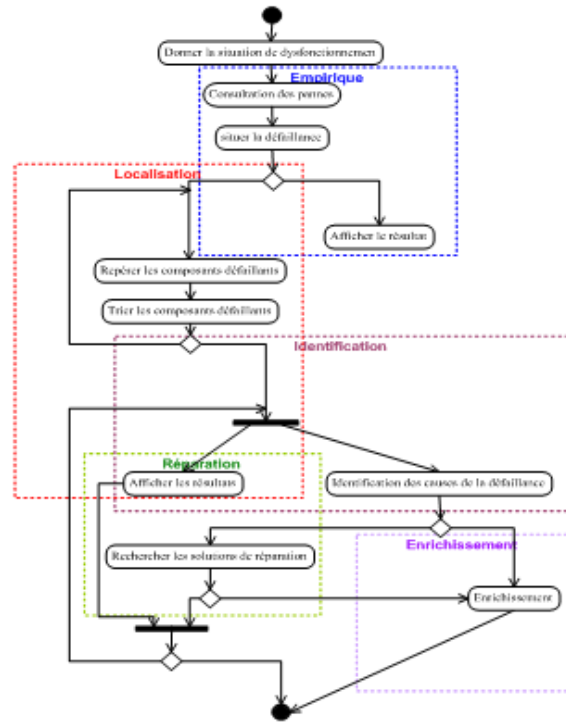 Donner la situation de dysfonctionnemen
Empirique
Consultation des pannes
situer la défaillance
Localisation
Afficher le résultat
Repérer les composants défaillants
Trier les composants défaillants
Identification
Réparation
Afficher les résultats
Identification des causes de la défaillance
Enrichissement
Rechercher les solutions de réparation
Enrichissement